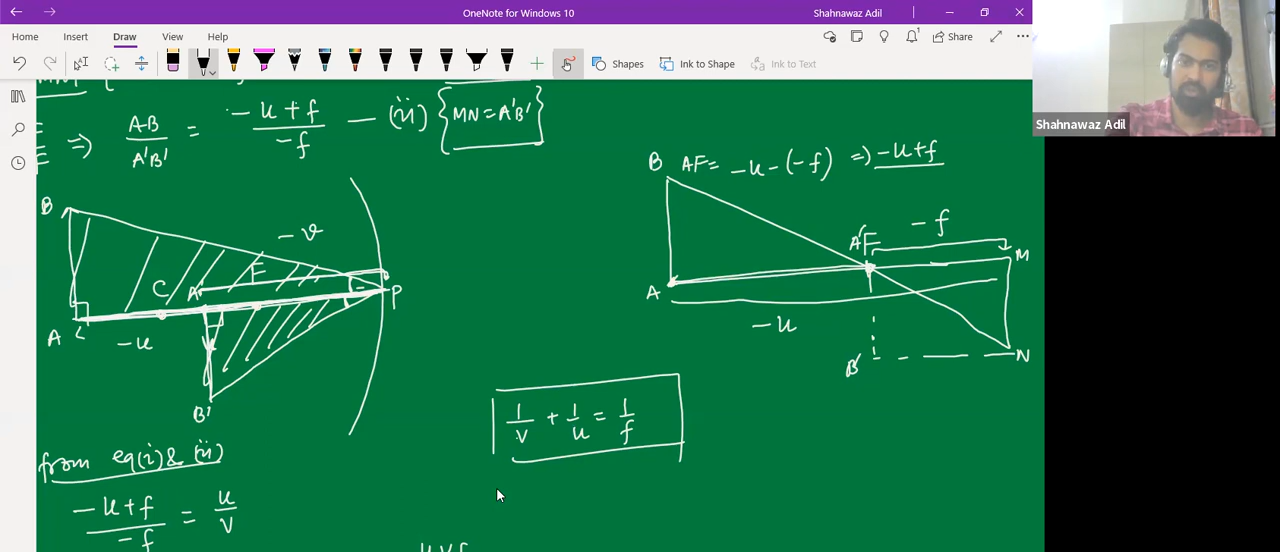 OneNote for Windows 10
Shahnawaz Adil
Home Insert Draw View Help
Share
Shapes
Ink to Shape
Ink to Text
Shahnawaz Adil
⇒ AB/A'B' = -u+f/-f — (ii) {MN=A'B'}
B AF = -u-(-f) ⇒ -u+f
B
-v
-f
A'F
M
F
C A'
P
A
A
-u
-u
B'
N
B'
1/v + 1/u = 1/f
from eq(i) & (ii)
-u+f/-f = u/v